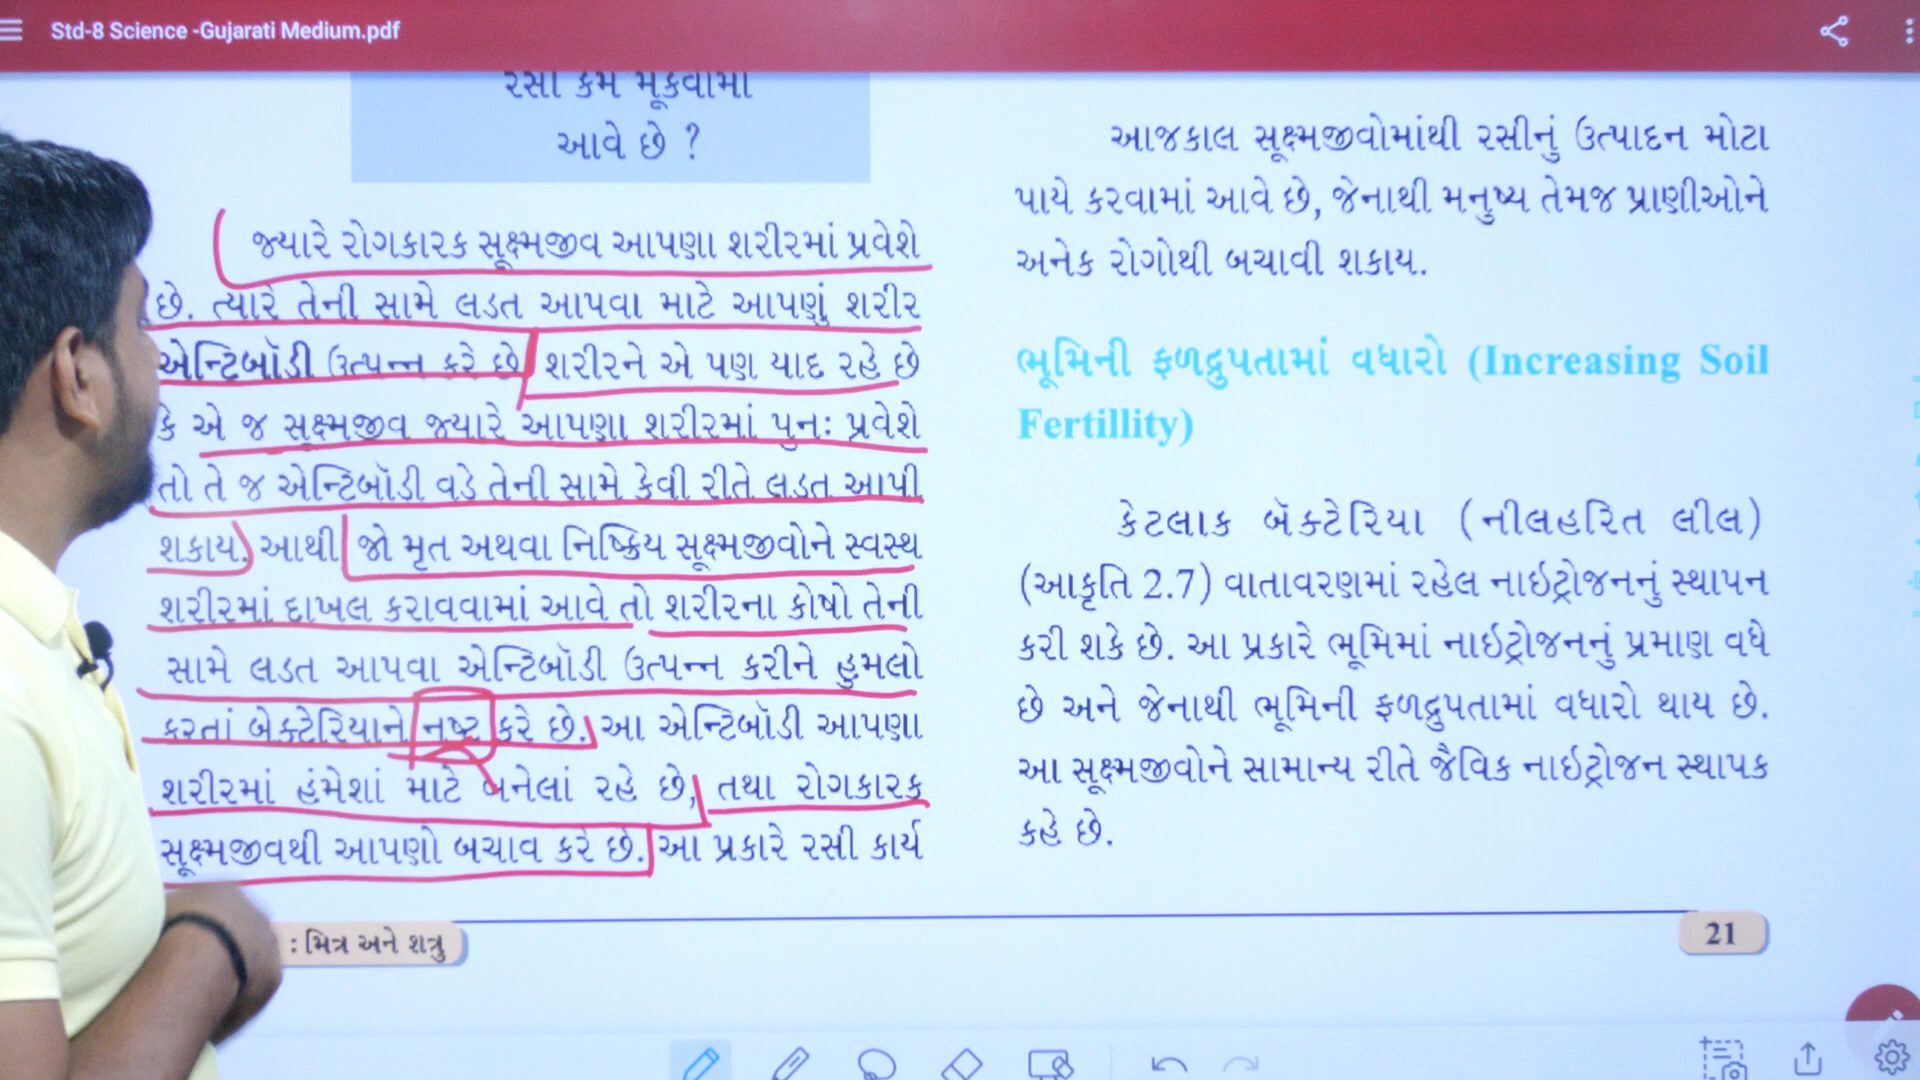 Std-8 Science -Gujarati Medium.pdf
રસી કેમ મૂકવામાં
આવે છે ?
જ્યારે રોગકારક સૂક્ષ્મજીવ આપણા શરીરમાં પ્રવેશે
છે. ત્યારે તેની સામે લડત આપવા માટે આપણું શરીર
એન્ટિબૉડી ઉત્પન્ન કરે છે શરીરને એ પણ યાદ રહે છે
કે એ જ સૂક્ષ્મજીવ જ્યારે આપણા શરીરમાં પુનઃ પ્રવેશે
તો તે જ એન્ટિબૉડી વડે તેની સામે કેવી રીતે લડત આપી
શકાય. આથી જો મૃત અથવા નિષ્ક્રિય સૂક્ષ્મજીવોને સ્વસ્થ
શરીરમાં દાખલ કરાવવામાં આવે તો શરીરના કોષો તેની
સામે લડત આપવા એન્ટિબૉડી ઉત્પન્ન કરીને હુમલો
કરતાં બેક્ટેરિયાને નષ્ટ કરે છે. આ એન્ટિબૉડી આપણા
શરીરમાં હંમેશાં માટે બનેલાં રહે છે, તથા રોગકારક
સૂક્ષ્મજીવથી આપણો બચાવ કરે છે. આ પ્રકારે રસી કાર્ય
: મિત્ર અને શત્રુ
આજકાલ સૂક્ષ્મજીવોમાંથી રસીનું ઉત્પાદન મોટા
પાયે કરવામાં આવે છે, જેનાથી મનુષ્ય તેમજ પ્રાણીઓને
અનેક રોગોથી બચાવી શકાય.
ભૂમિની ફળદ્રુપતામાં વધારો (Increasing Soil
Fertillity)
કેટલાક બૅક્ટેરિયા (નીલહરિત લીલ)
(આકૃતિ 2.7) વાતાવરણમાં રહેલ નાઇટ્રોજનનું સ્થાપન
કરી શકે છે. આ પ્રકારે ભૂમિમાં નાઇટ્રોજનનું પ્રમાણ વધે
છે અને જેનાથી ભૂમિની ફળદ્રુપતામાં વધારો થાય છે.
આ સૂક્ષ્મજીવોને સામાન્ય રીતે જૈવિક નાઇટ્રોજન સ્થાપક
કહે છે.
21